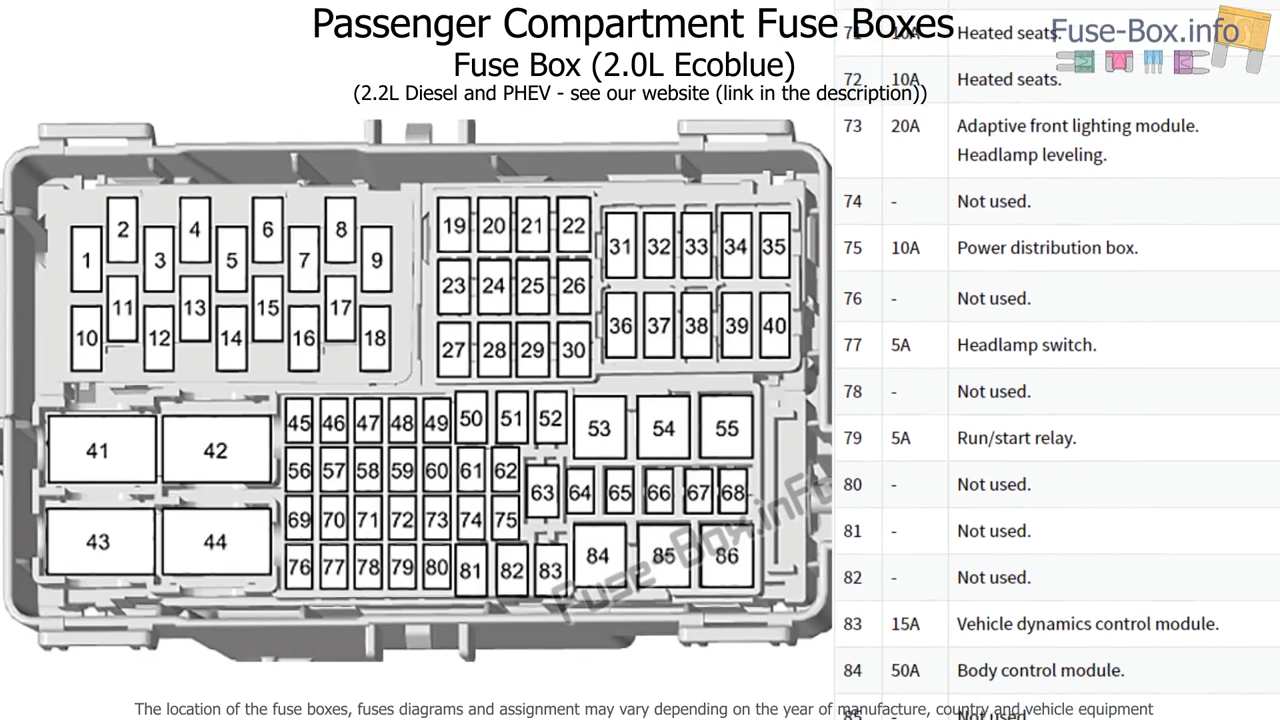 Passenger Compartment Fuse Boxes
Fuse Box (2.0L Ecoblue)
(2.2L Diesel and PHEV - see our website (link in the description))
Fuse-Box.info
1 2 3 4 5 6 7 8 9
10 11 12 13 14 15 16 17 18
19 20 21 22
23 24 25 26
27 28 29 30
31 32 33 34 35
36 37 38 39 40
41 42
43 44
45 46 47 48 49 50 51 52 53 54 55
56 57 58 59 60 61 62 63 64 65 66 67 68
69 70 71 72 73 74 75
76 77 78 79 80 81 82 83 84 85 86
Fuse-Box.inFo
71 10A Heated seats.
72 10A Heated seats.
73 20A Adaptive front lighting module.
Headlamp leveling.
74 - Not used.
75 10A Power distribution box.
76 - Not used.
77 5A Headlamp switch.
78 - Not used.
79 5A Run/start relay.
80 - Not used.
81 - Not used.
82 - Not used.
83 15A Vehicle dynamics control module.
84 50A Body control module.
85 - Not used.
The location of the fuse boxes, fuses diagrams and assignment may vary depending on the year of manufacture, country and vehicle equipment